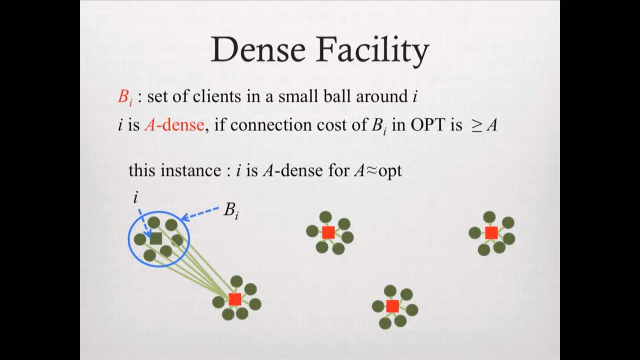 Dense Facility
Bi : set of clients in a small ball around i
i is A-dense, if connection cost of Bi in OPT is ≥ A
this instance : i is A-dense for A≈opt
i
Bi